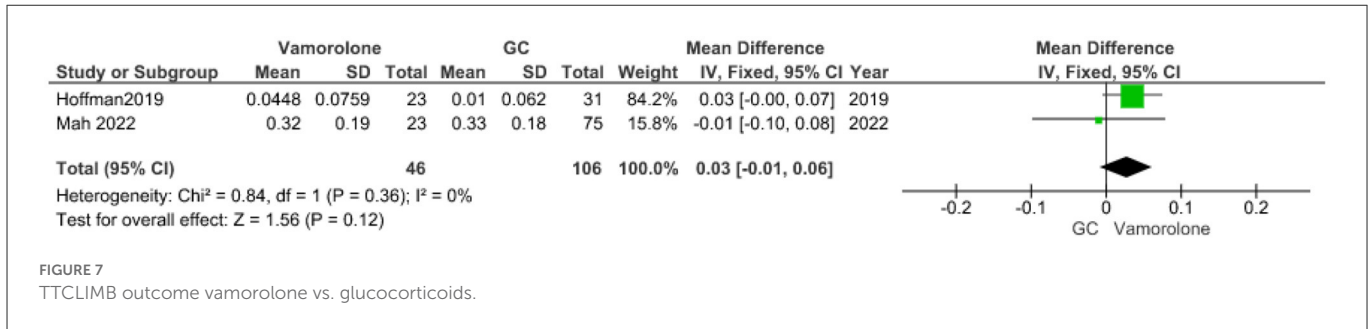 Vamorolone GC Mean Difference Mean Difference
Study or Subgroup Mean SD Total Mean SD Total Weight IV, Fixed, 95% CI Year IV, Fixed, 95% CI
Hoffman2019 0.0448 0.0759 23 0.01 0.062 31 84.2% 0.03 [-0.00, 0.07] 2019
Mah 2022 0.32 0.19 23 0.33 0.18 75 15.8% -0.01 [-0.10, 0.08] 2022
Total (95% CI) 46 106 100.0% 0.03 [-0.01, 0.06]
Heterogeneity: Chi² = 0.84, df = 1 (P = 0.36); I² = 0%
Test for overall effect: Z = 1.56 (P = 0.12)
-0.2 -0.1 0 0.1 0.2
GC Vamorolone
FIGURE 7
TTCLIMB outcome vamorolone vs. glucocorticoids.